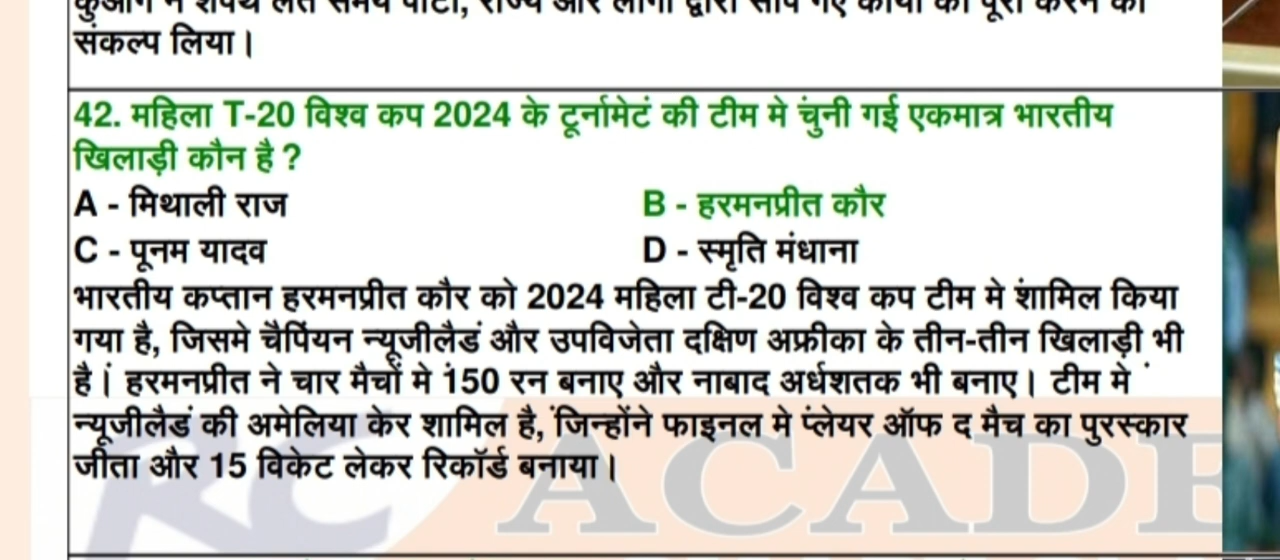 संकल्प लिया।
42. महिला T-20 विश्व कप 2024 के टूर्नामेटं की टीम मे चुंनी गई एकमात्र भारतीय
खिलाड़ी कौन है ?
A - मिथाली राज
B - हरमनप्रीत कौर
C - पूनम यादव
D - स्मृति मंधाना
भारतीय कप्तान हरमनप्रीत कौर को 2024 महिला टी-20 विश्व कप टीम मे शांमिल किया
गया है, जिसमे चैपिंयन न्यूजीलैडं और उपविजेता दक्षिण अफ्रीका के तीन-तीन खिलाड़ी भी
है। हरमनप्रीत ने चार मैचों मे 150 रन बनाए और नाबाद अर्धशतक भी बनाए। टीम मे
न्यूजीलैडं की अमेलिया केर शामिल है, जिन्होंने फाइनल मे प्लेयर ऑफ द मैच का पुरस्कार
जीता और 15 विकेट लेकर रिकॉर्ड बनाया।
RC ACADE